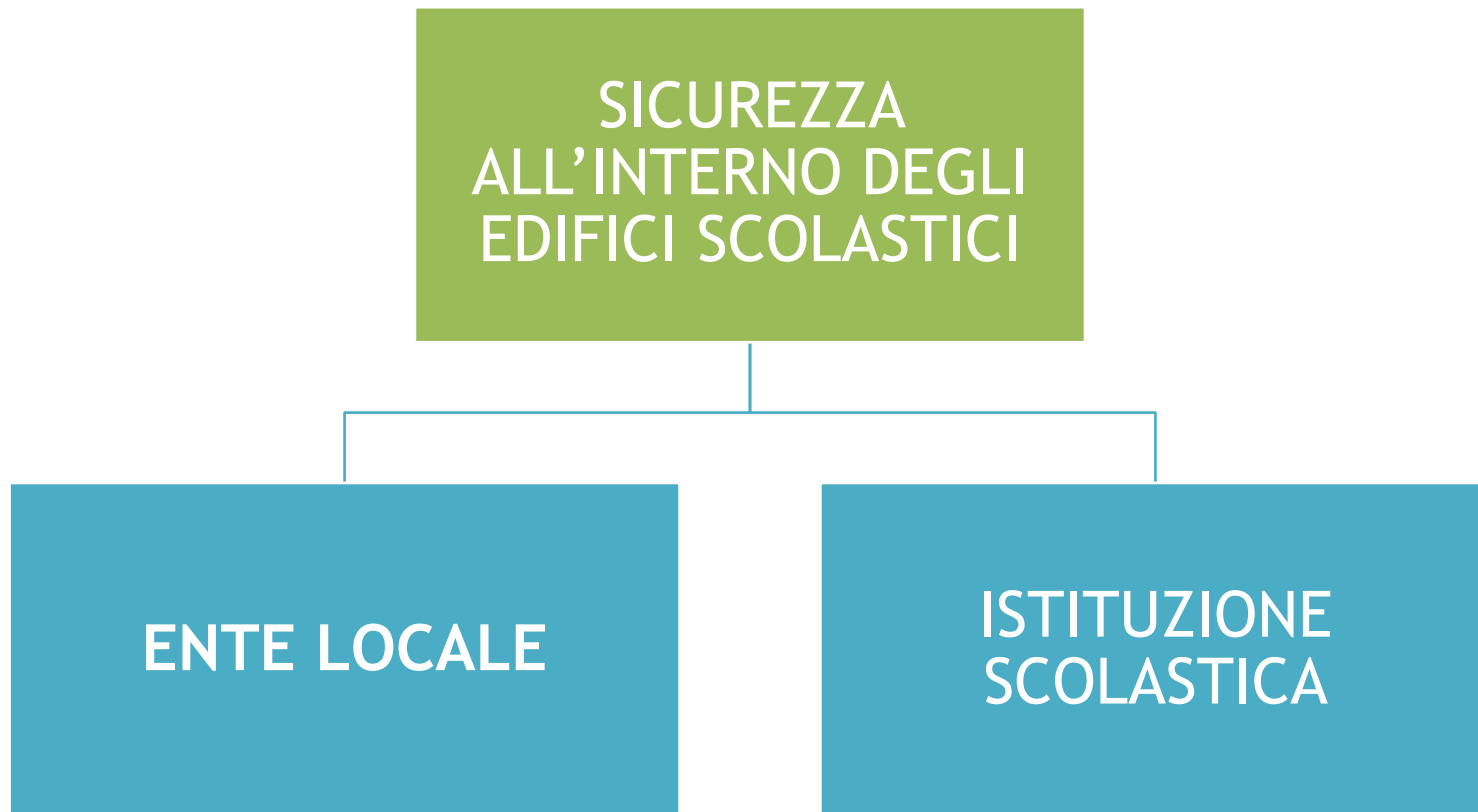 SICUREZZA
ALL’INTERNO DEGLI
EDIFICI SCOLASTICI
ENTE LOCALE
ISTITUZIONE
SCOLASTICA